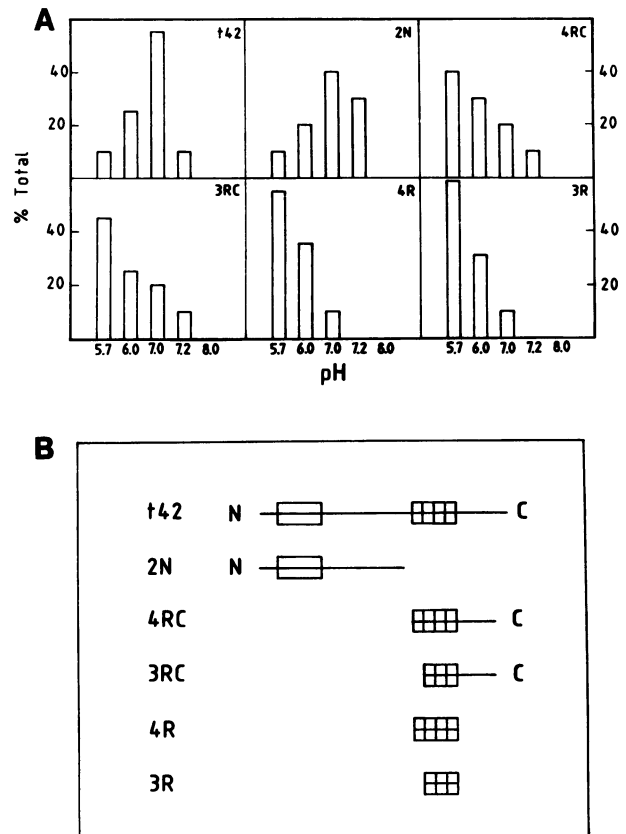 A
t42 2N 4RC
40 40
20 20
% Total
3RC 4R 3R
40 40
20 20
5.7 6.0 7.0 7.2 8.0 5.7 6.0 7.0 7.2 8.0 5.7 6.0 7.0 7.2 8.0
pH
B
t42 N C
2N N
4RC C
3RC C
4R
3R